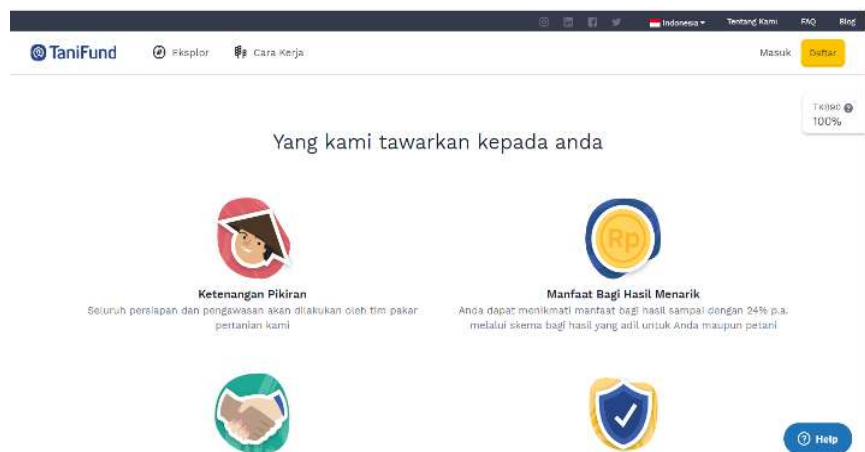 Indonesia
Tentang Kami
FAQ
Blog
TaniFund
Eksplor
Cara Kerja
Masuk
Daftar
TKB90
100%
Yang kami tawarkan kepada anda
Rp
Ketenangan Pikiran
Seluruh persiapan dan pengawasan akan dilakukan oleh tim pakar
pertanian kami
Manfaat Bagi Hasil Menarik
Anda dapat menikmati manfaat bagi hasil sampai dengan 24% p.a.
melalui skema bagi hasil yang adil untuk Anda maupun petani
Help